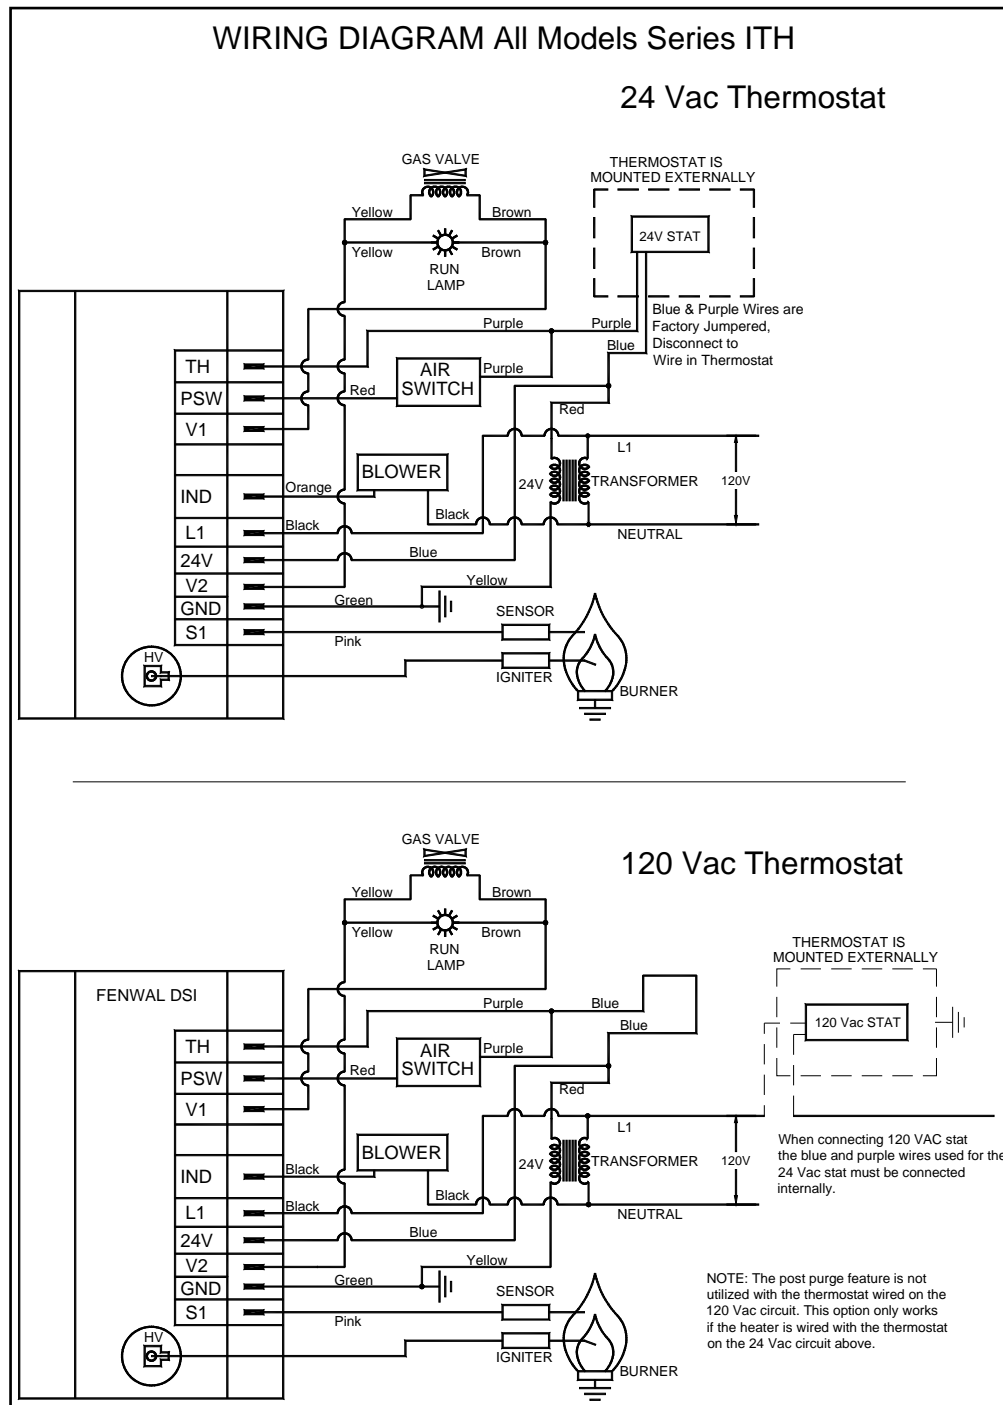 WIRING DIAGRAM All Models Series ITH
24 Vac Thermostat
GAS VALVE
THERMOSTAT IS
MOUNTED EXTERNALLY
Yellow
Brown
24V STAT
Yellow
Brown
RUN
LAMP
Blue & Purple Wires are
Factory Jumpered,
Disconnect to
Wire in Thermostat
Purple
Purple
Blue
TH
AIR
SWITCH
Purple
PSW
Red
Red
V1
L1
BLOWER
24V
TRANSFORMER
120V
IND
Orange
Black
L1
Black
NEUTRAL
24V
Blue
V2
Yellow
GND
Green
SENSOR
S1
Pink
HV
IGNITER
BURNER
GAS VALVE
120 Vac Thermostat
Yellow
Brown
Yellow
Brown
RUN
LAMP
THERMOSTAT IS
MOUNTED EXTERNALLY
FENWAL DSI
Purple
Blue
120 Vac STAT
Blue
TH
AIR
SWITCH
Purple
PSW
Red
Red
V1
L1
When connecting 120 VAC stat
the blue and purple wires used for the
24 Vac stat must be connected
internally.
BLOWER
24V
TRANSFORMER
120V
IND
Black
Black
L1
Black
NEUTRAL
24V
Blue
V2
Yellow
GND
Green
SENSOR
S1
Pink
HV
IGNITER
BURNER
NOTE: The post purge feature is not
utilized with the thermostat wired on the
120 Vac circuit. This option only works
if the heater is wired with the thermostat
on the 24 Vac circuit above.